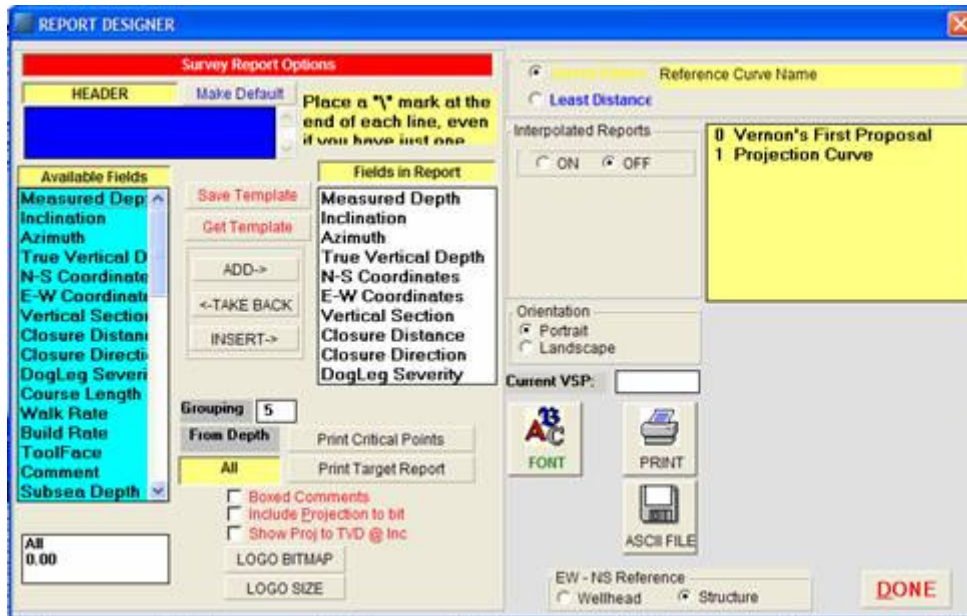 REPORT DESIGNER
Survey Report Options
HEADER
Make Default
Place a "\" mark at the
end of each line, even
if you have just one
Available Fields
Measured Dep
Inclination
Azimuth
True Vertical D
N-S Coordinate
E-W Coordinat
Vertical Section
Closure Distan
Closure Directi
DogLeg Severi
Course Length
Walk Rate
Build Rate
ToolFace
Comment
Subsea Depth
All
0.00
Save Template
Get Template
ADD->
<-TAKE BACK
INSERT->
Fields in Report
Measured Depth
Inclination
Azimuth
True Vertical Depth
N-S Coordinates
E-W Coordinates
Vertical Section
Closure Distance
Closure Direction
DogLeg Severity
Grouping 5
From Depth
All
Print Critical Points
Print Target Report
Boxed Comments
Include Projection to bit
Show Proj to TVD @ Inc
LOGO BITMAP
LOGO SIZE
Reference Curve Name
Least Distance
Interpolated Reports
ON OFF
0 Vernon's First Proposal
1 Projection Curve
Orientation
Portrait
Landscape
Current VSP:
FONT
PRINT
ASCII FILE
EW - NS Reference
Wellhead Structure
DONE